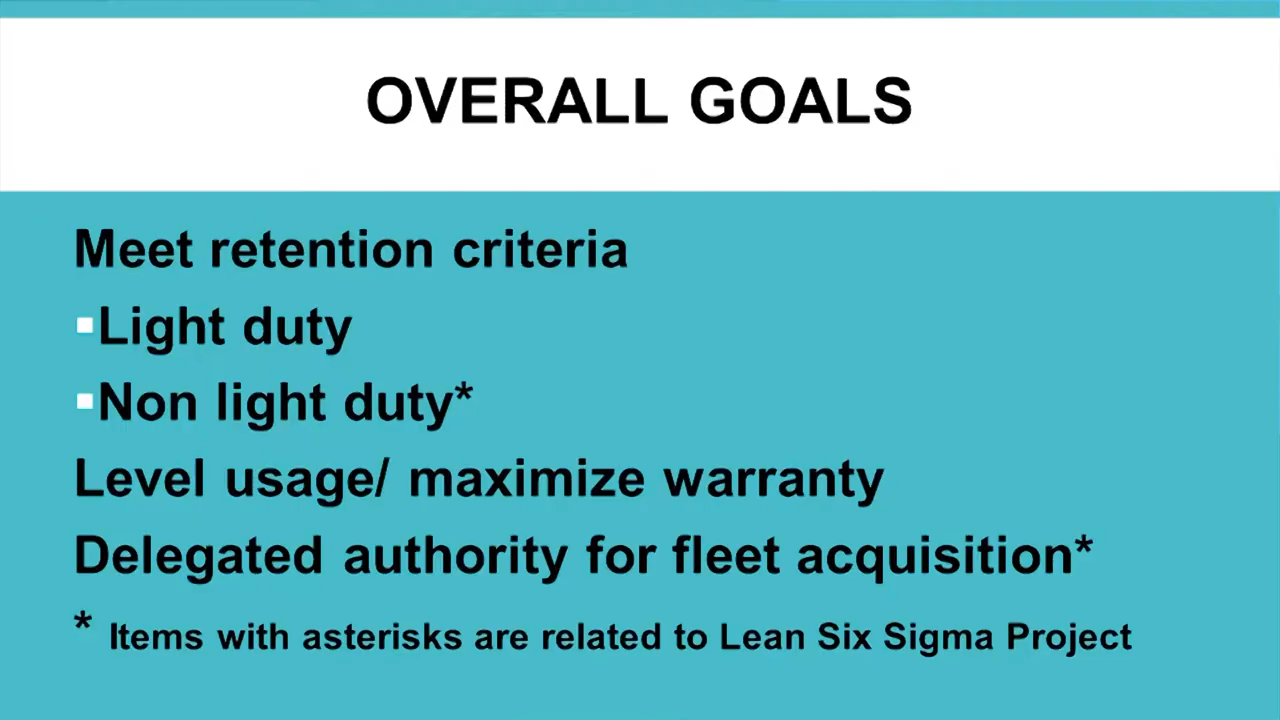 OVERALL GOALS
Meet retention criteria
▪Light duty
▪Non light duty*
Level usage/ maximize warranty
Delegated authority for fleet acquisition*
* Items with asterisks are related to Lean Six Sigma Project